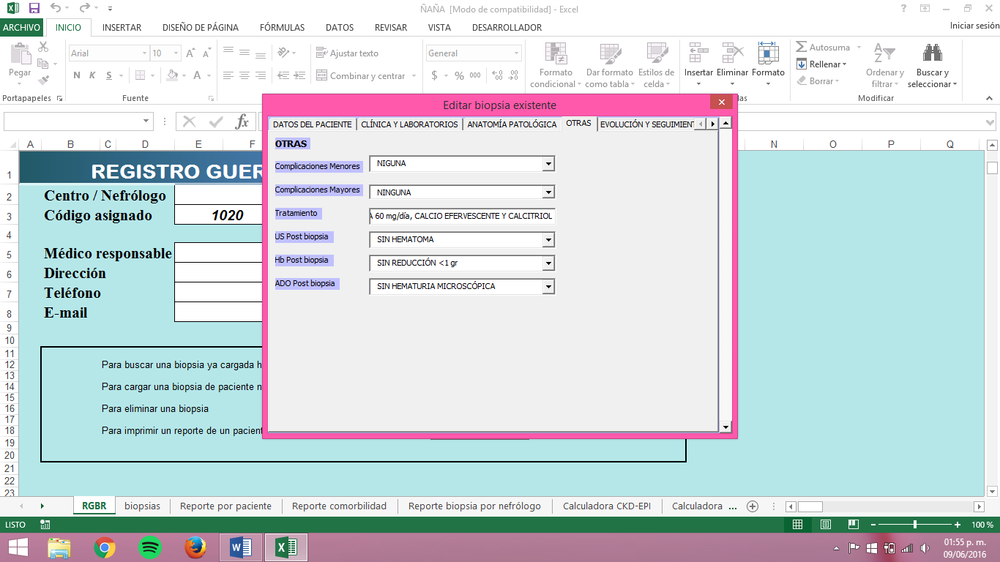 ÑAÑA [Modo de compatibilidad] - Excel
ARCHIVO INICIO INSERTAR DISEÑO DE PÁGINA FÓRMULAS DATOS REVISAR VISTA DESARROLLADOR Iniciar sesión
Pegar
Arial 10
N K S
Ajustar texto
Combinar y centrar
General
$ % 000
Formato condicional
Dar formato como tabla
Estilos de celda
Insertar Eliminar Formato
Autosuma
Rellenar
Borrar
Ordenar y filtrar
Buscar y seleccionar
Portapapeles Fuente Modificar
Editar biopsia existente
DATOS DEL PACIENTE CLÍNICA Y LABORATORIOS ANATOMÍA PATOLÓGICA OTRAS EVOLUCIÓN Y SEGUIMIENT
OTRAS
Complicaciones Menores NIGUNA
Complicaciones Mayores NINGUNA
Tratamiento A 60 mg/día, CALCIO EFERVESCENTE Y CALCITRIOL
US Post biopsia SIN HEMATOMA
Hb Post biopsia SIN REDUCCIÓN <1 gr
ADO Post biopsia SIN HEMATURIA MICROSCÓPICA
A B C D E F N O P Q
1 REGISTRO GUER
2 Centro / Nefrólogo
3 Código asignado 1020
4
5 Médico responsable
6 Dirección
7 Teléfono
8 E-mail
9
10
11
12 Para buscar una biopsia ya cargada h
13
14 Para cargar una biopsia de paciente n
15
16 Para eliminar una biopsia
17
18 Para imprimir un reporte de un pacient
19
20
21
22
23
RGBR biopsias Reporte por paciente Reporte comorbilidad Reporte biopsia por nefrólogo Calculadora CKD-EPI Calculadora ...
LISTO 100 %
01:55 p. m.
09/06/2016